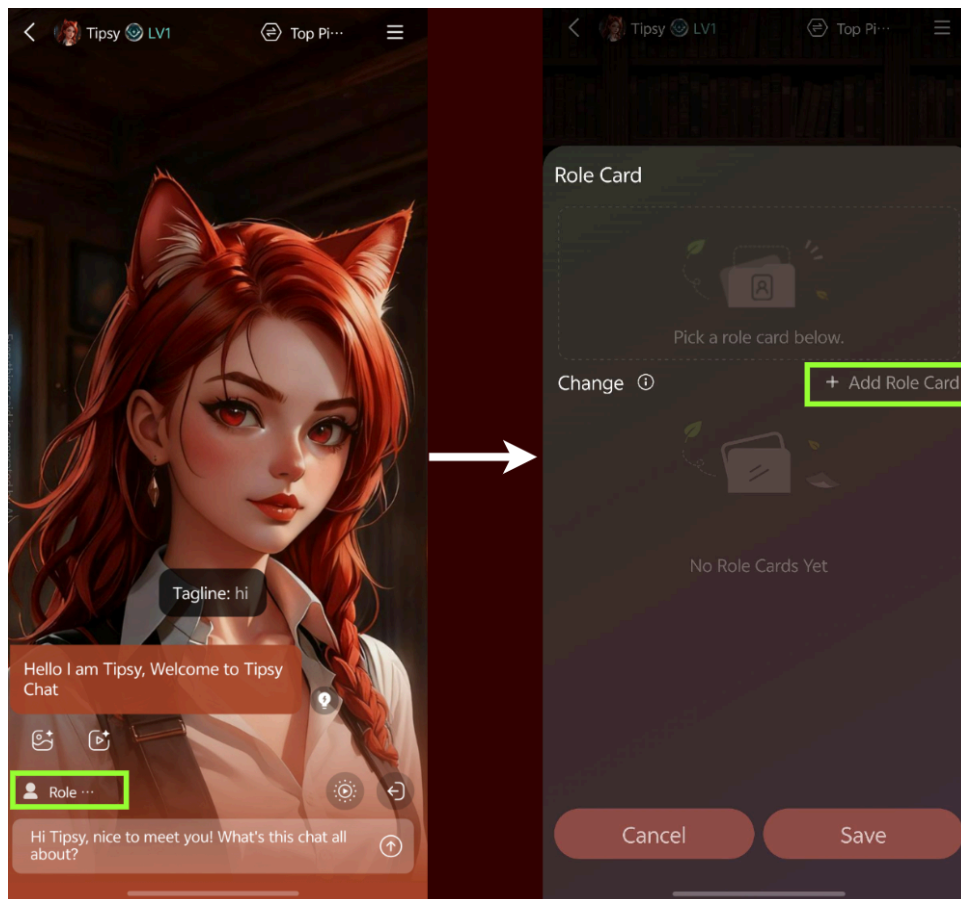 Tipsy LV1
Top Pi···
Tagline: hi
Hello I am Tipsy, Welcome to Tipsy
Chat
Role ···
Hi Tipsy, nice to meet you! What's this chat all
about?
Tipsy LV1
Top Pi···
Role Card
Pick a role card below.
Change
+ Add Role Card
No Role Cards Yet
Cancel
Save